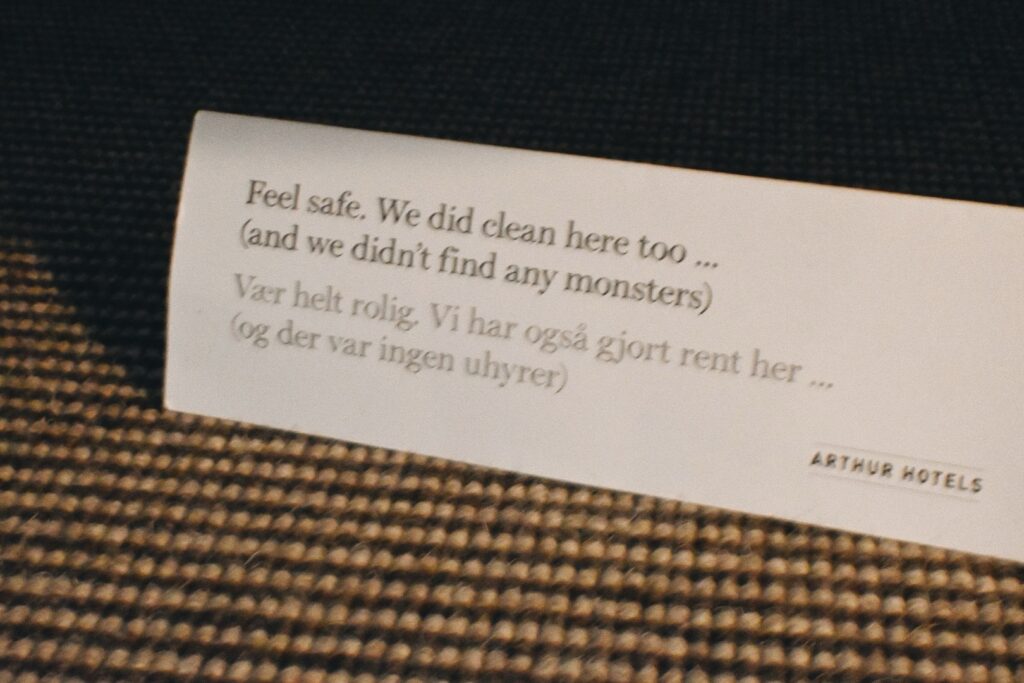 Feel safe. We did clean here too ...
(and we didn't find any monsters)
Vær helt rolig. Vi har også gjort rent her ...
(og der var ingen uhyrer)
ARTHUR HOTELS